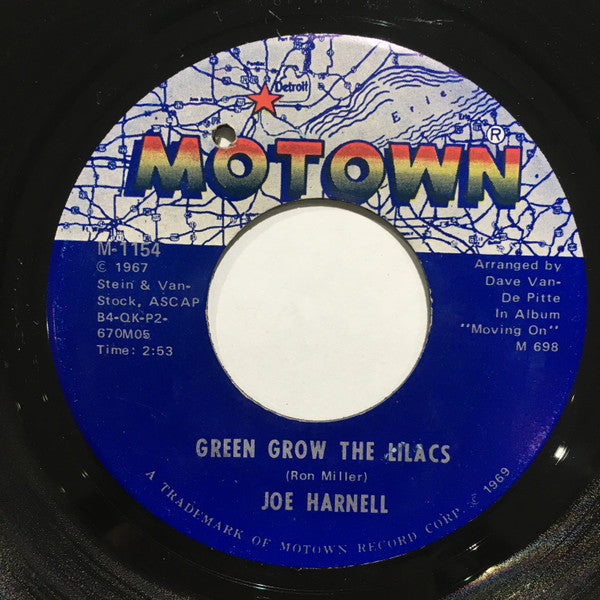 Detroit
Erie
MOTOWN®
M-1154
© 1967
Stein & Van-
Stock, ASCAP
B4-QK-P2-
670M05
Time: 2:53
Arranged by
Dave Van-
De Pitte
In Album
"Moving On"
M 698
GREEN GROW THE LILACS
(Ron Miller)
JOE HARNELL
A TRADEMARK OF MOTOWN RECORD CORP. © 1969